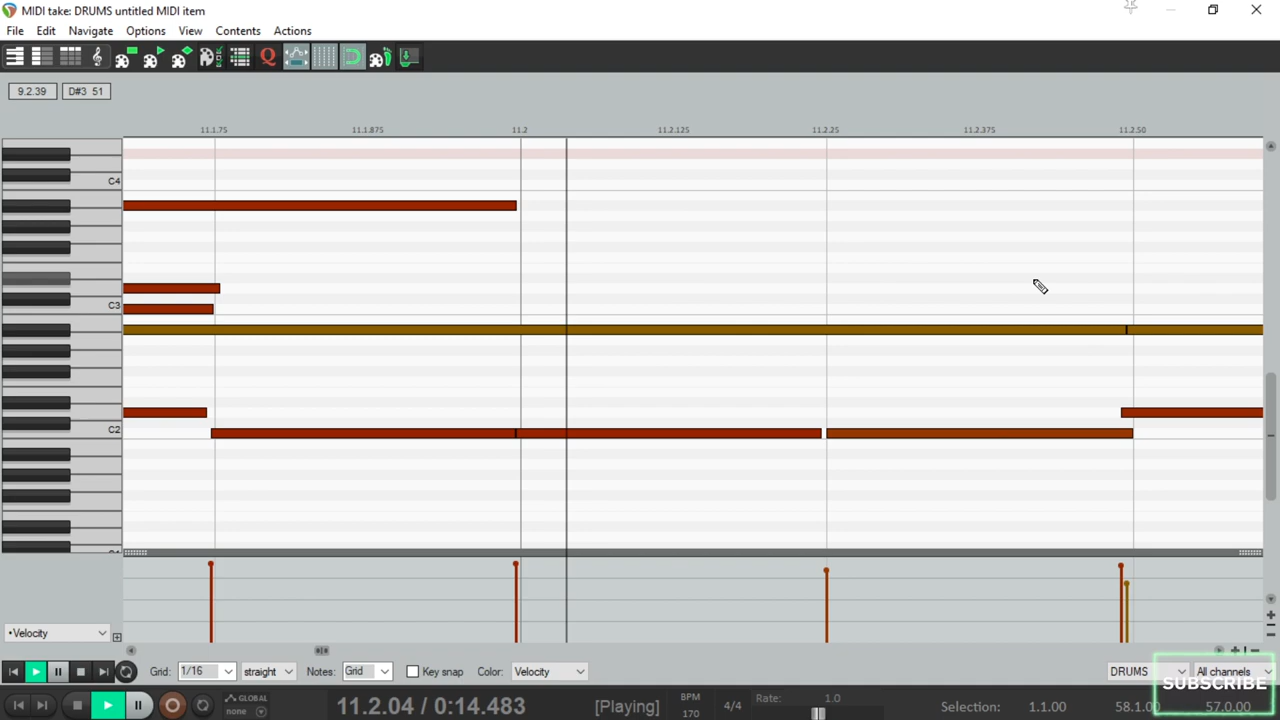 MIDI take: DRUMS untitled MIDI item
File Edit Navigate Options View Contents Actions
Q
9.2.39 D#3 51
11.1.75 11.1.875 11.2 11.2.125 11.2.25 11.2.375 11.2.50
C4
C3
C2
•Velocity
Grid: 1/16 straight Notes: Grid Key snap Color: Velocity DRUMS All channels
SUBSCRIBE
GLOBAL
none
11.2.04 / 0:14.483 [Playing] BPM 170 4/4 Rate: 1.0 Selection: 1.1.00 58.1.00 57.0.00